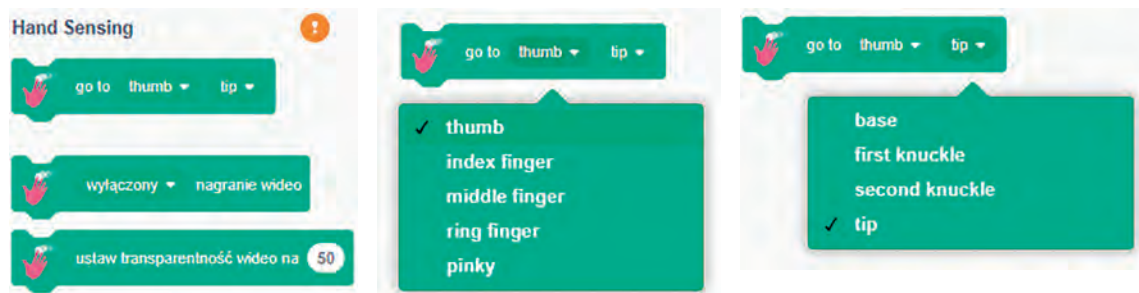 Hand Sensing
!
go to thumb tip
wyłączony nagranie wideo
ustaw transparentność wideo na 50
go to thumb tip
thumb
index finger
middle finger
ring finger
pinky
go to thumb tip
base
first knuckle
second knuckle
tip